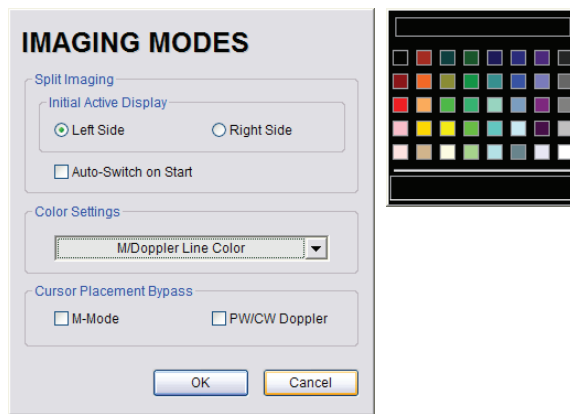 IMAGING MODES
Split Imaging
Initial Active Display
Left Side
Right Side
Auto-Switch on Start
Color Settings
M/Doppler Line Color
Cursor Placement Bypass
M-Mode
PW/CW Doppler
OK
Cancel